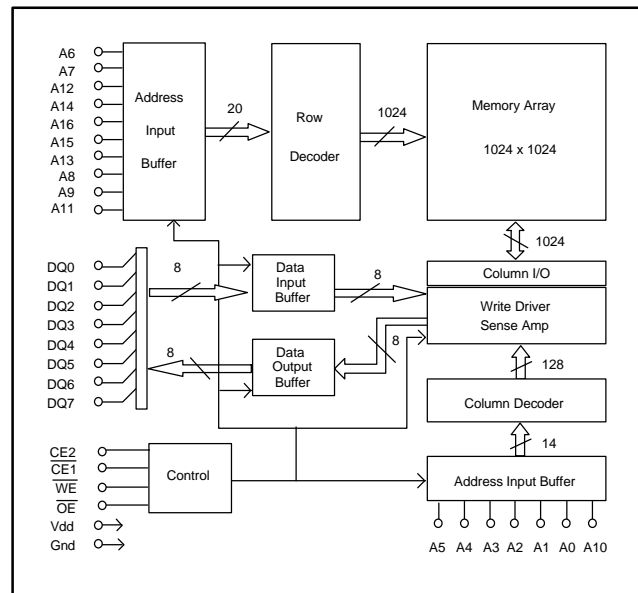 A6
A7
A12
A14
A16
A15
A13
A8
A9
A11
Address
Input
Buffer
20
Row
Decoder
1024
Memory Array
1024 x 1024
1024
DQ0
DQ1
DQ2
DQ3
DQ4
DQ5
DQ6
DQ7
8
Data
Input
Buffer
8
Column I/O
Write Driver
Sense Amp
8
Data
Output
Buffer
8
128
Column Decoder
14
Address Input Buffer
CE2
CE1
WE
OE
Vdd
Gnd
Control
A5 A4 A3 A2 A1 A0 A10